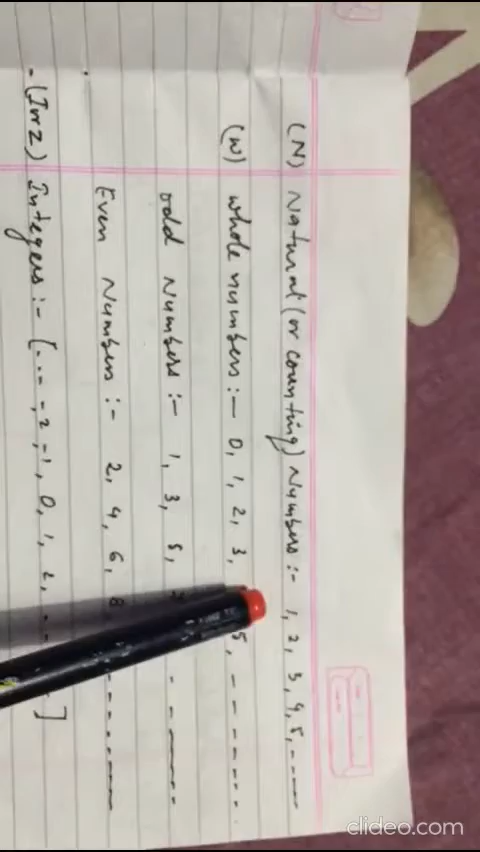 (N) Natural (or counting) Numbers :- 1, 2, 3, 4, 5, ----
(W) whole numbers :- 0, 1, 2, 3, 5, -------
odd Numbers :- 1, 3, 5, -----
Even Numbers :- 2, 4, 6, 8 -------
- (I or Z) Integers :- [--- -2, -1, 0, 1, 2, --- ]
clideo.com